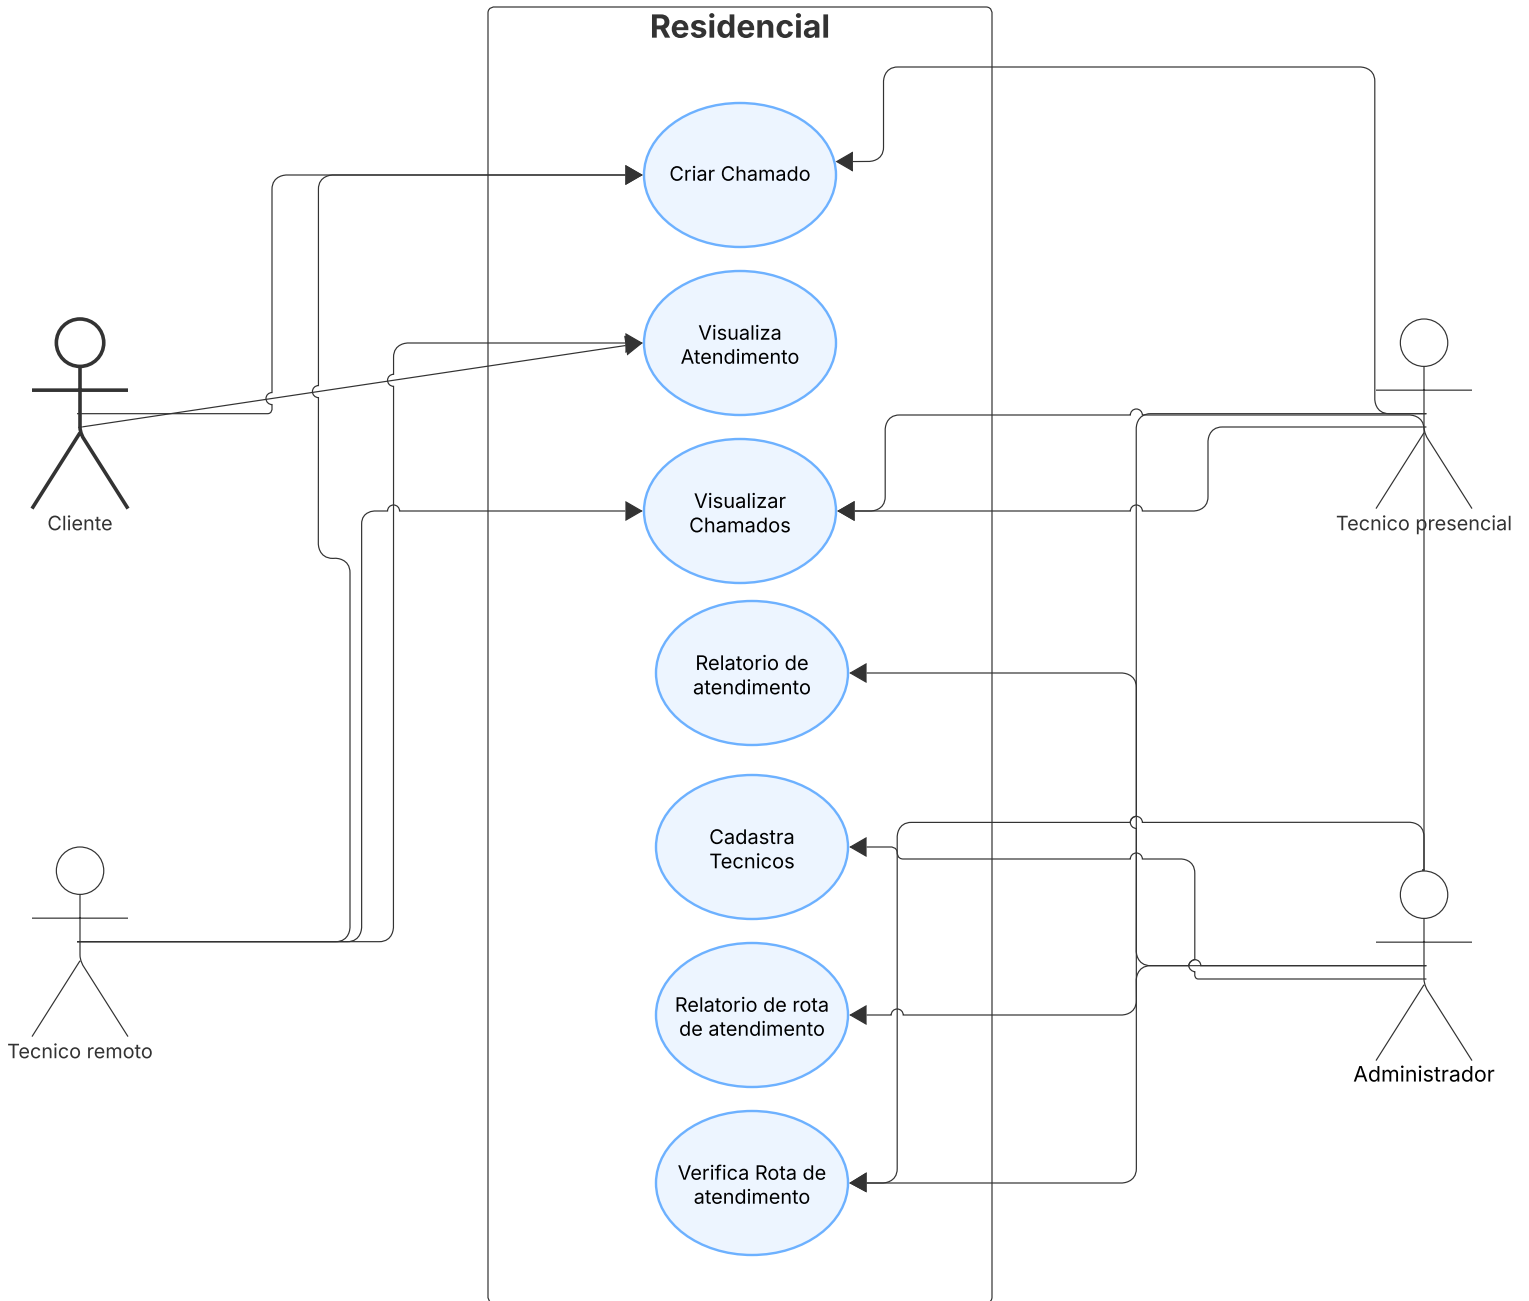 Residencial
Criar Chamado
Visualiza
Atendimento
Cliente
Visualizar
Chamados
Tecnico presencial
Relatorio de
atendimento
Cadastra
Tecnicos
Tecnico remoto
Relatorio de rota
de atendimento
Administrador
Verifica Rota de
atendimento